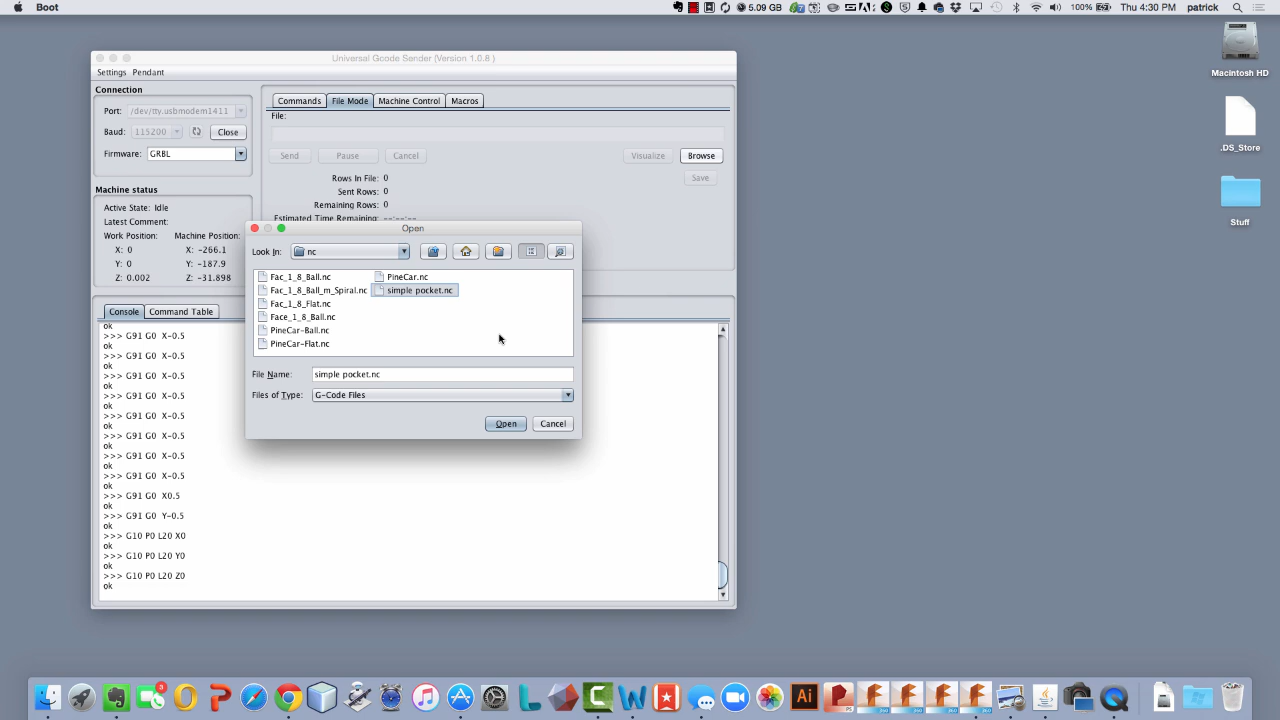 Boot
5.09 GB
100%
Thu 4:30 PM
patrick
Macintosh HD
.DS_Store
Stuff
Universal Gcode Sender (Version 1.0.8 )
Settings Pendant
Connection
Port: /dev/tty.usbmodem1411
Baud: 115200 Close
Firmware: GRBL
Machine status
Active State: Idle
Latest Comment:
Work Position: Machine Position:
X: 0 X: -266.1
Y: 0 Y: -187.9
Z: 0.002 Z: -31.898
Commands File Mode Machine Control Macros
File:
Send Pause Cancel Visualize Browse
Rows In File: 0 Save
Sent Rows: 0
Remaining Rows: 0
Estimated Time Remaining: --:--:--
Open
Look In: nc
Fac_1_8_Ball.nc PineCar.nc
Fac_1_8_Ball_m_Spiral.nc simple pocket.nc
Fac_1_8_Flat.nc
Face_1_8_Ball.nc
PineCar-Ball.nc
PineCar-Flat.nc
File Name: simple pocket.nc
Files of Type: G-Code Files
Open Cancel
Console Command Table
ok
>>> G91 G0 X-0.5
ok
>>> G91 G0 X-0.5
ok
>>> G91 G0 X-0.5
ok
>>> G91 G0 X-0.5
ok
>>> G91 G0 X-0.5
ok
>>> G91 G0 X-0.5
ok
>>> G91 G0 X-0.5
ok
>>> G91 G0 X-0.5
ok
>>> G91 G0 X0.5
ok
>>> G91 G0 Y-0.5
ok
>>> G10 P0 L20 X0
ok
>>> G10 P0 L20 Y0
ok
>>> G10 P0 L20 Z0
ok
3
Ai